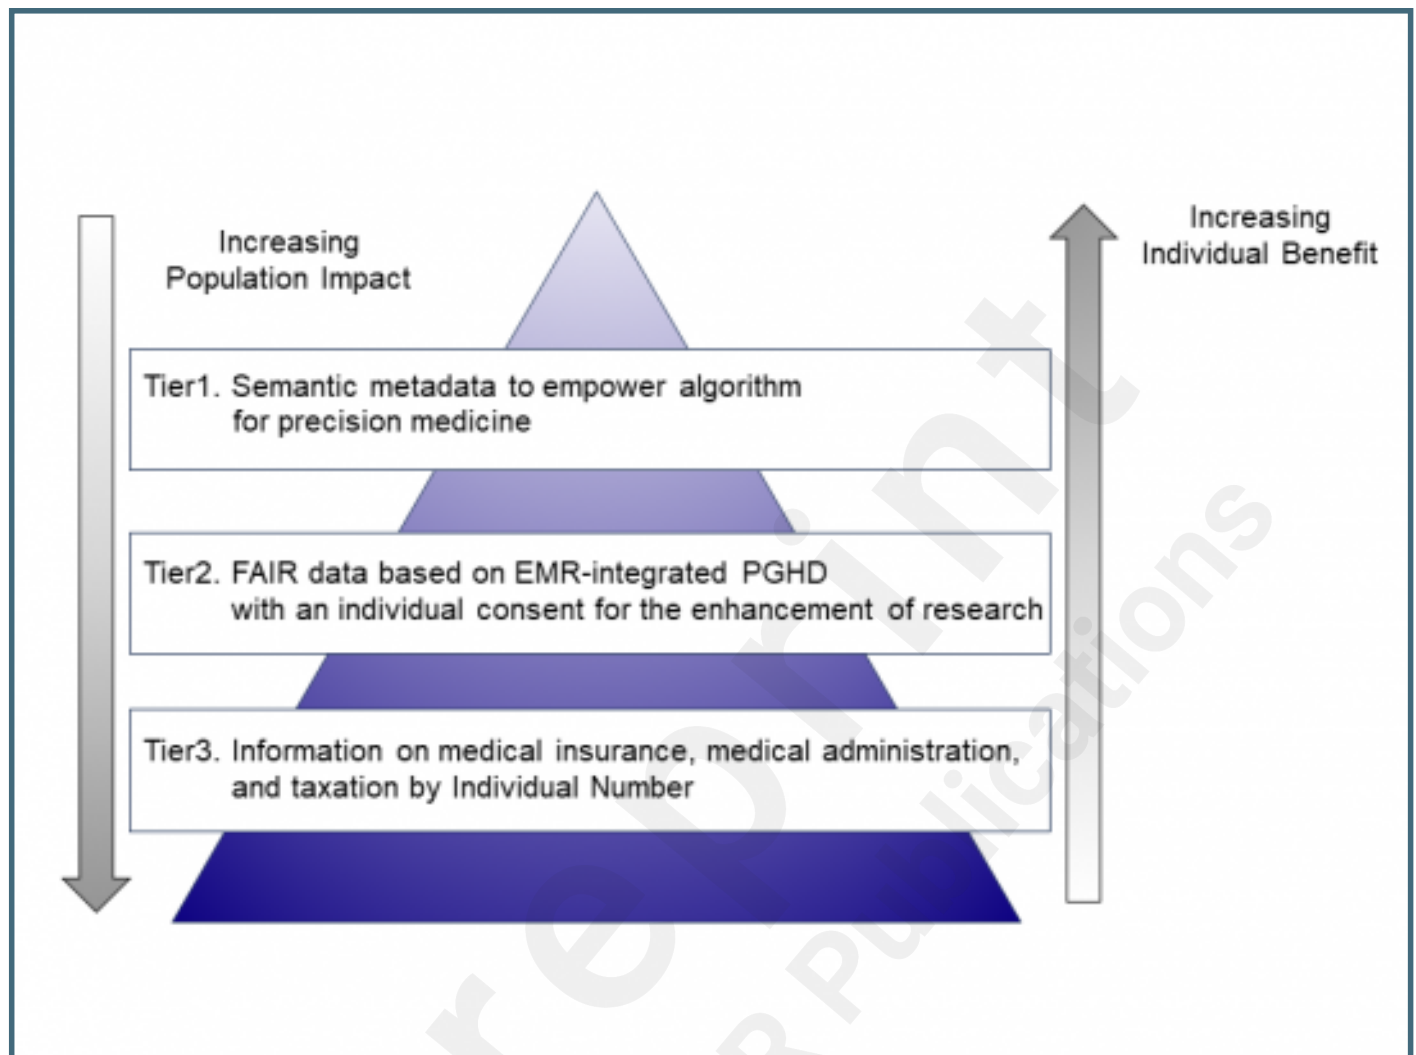 Increasing
Population Impact
Increasing
Individual Benefit
Tier1. Semantic metadata to empower algorithm
for precision medicine
Tier2. FAIR data based on EMR-integrated PGHD
with an individual consent for the enhancement of research
Tier3. Information on medical insurance, medical administration,
and taxation by Individual Number
reprint
R Publications